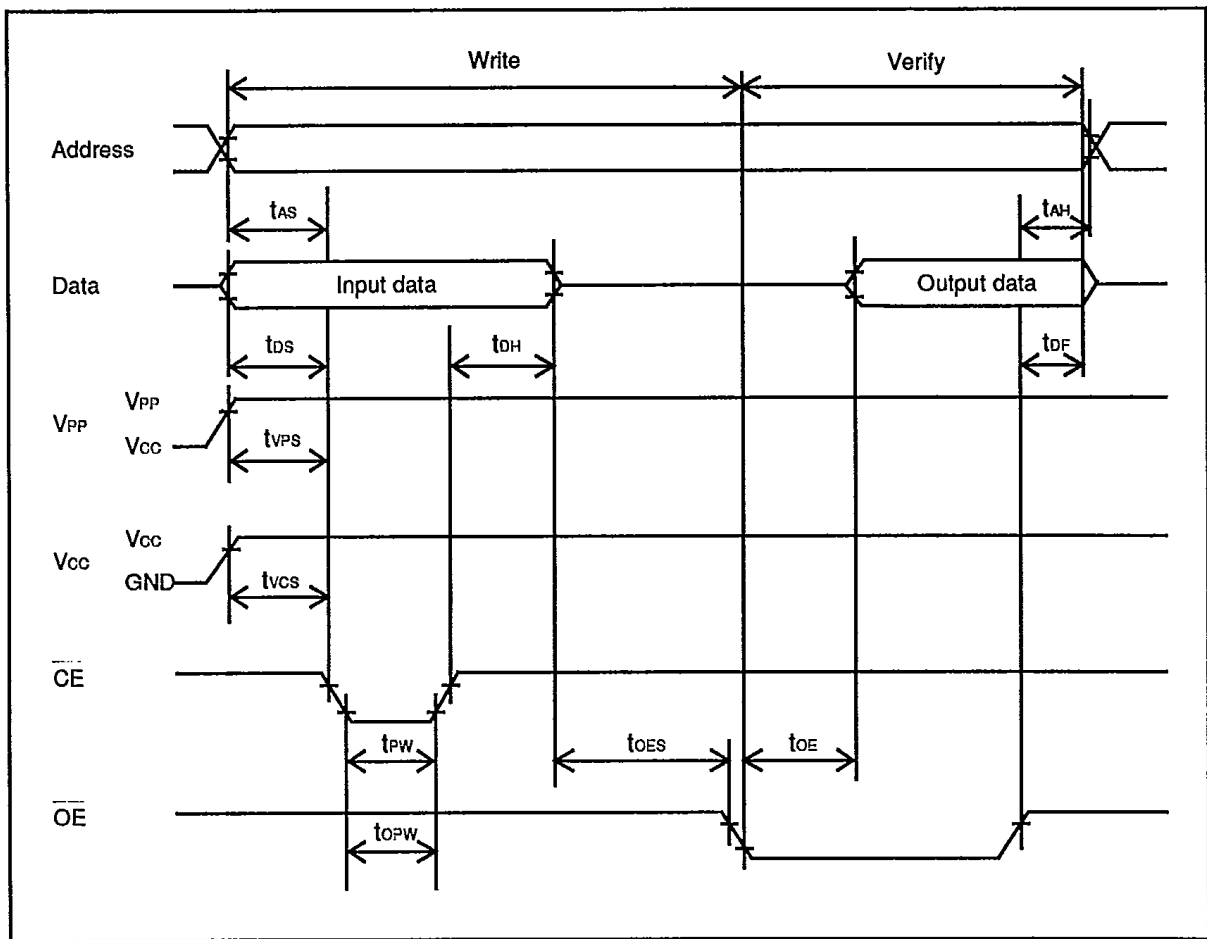 Write Verify
Address
tAS tAH
Data Input data Output data
tDS tDH tDF
VPP VPP
VCC
tVPS
VCC VCC
GND tVCS
CE
tPW tOES tOE
OE
tOPW